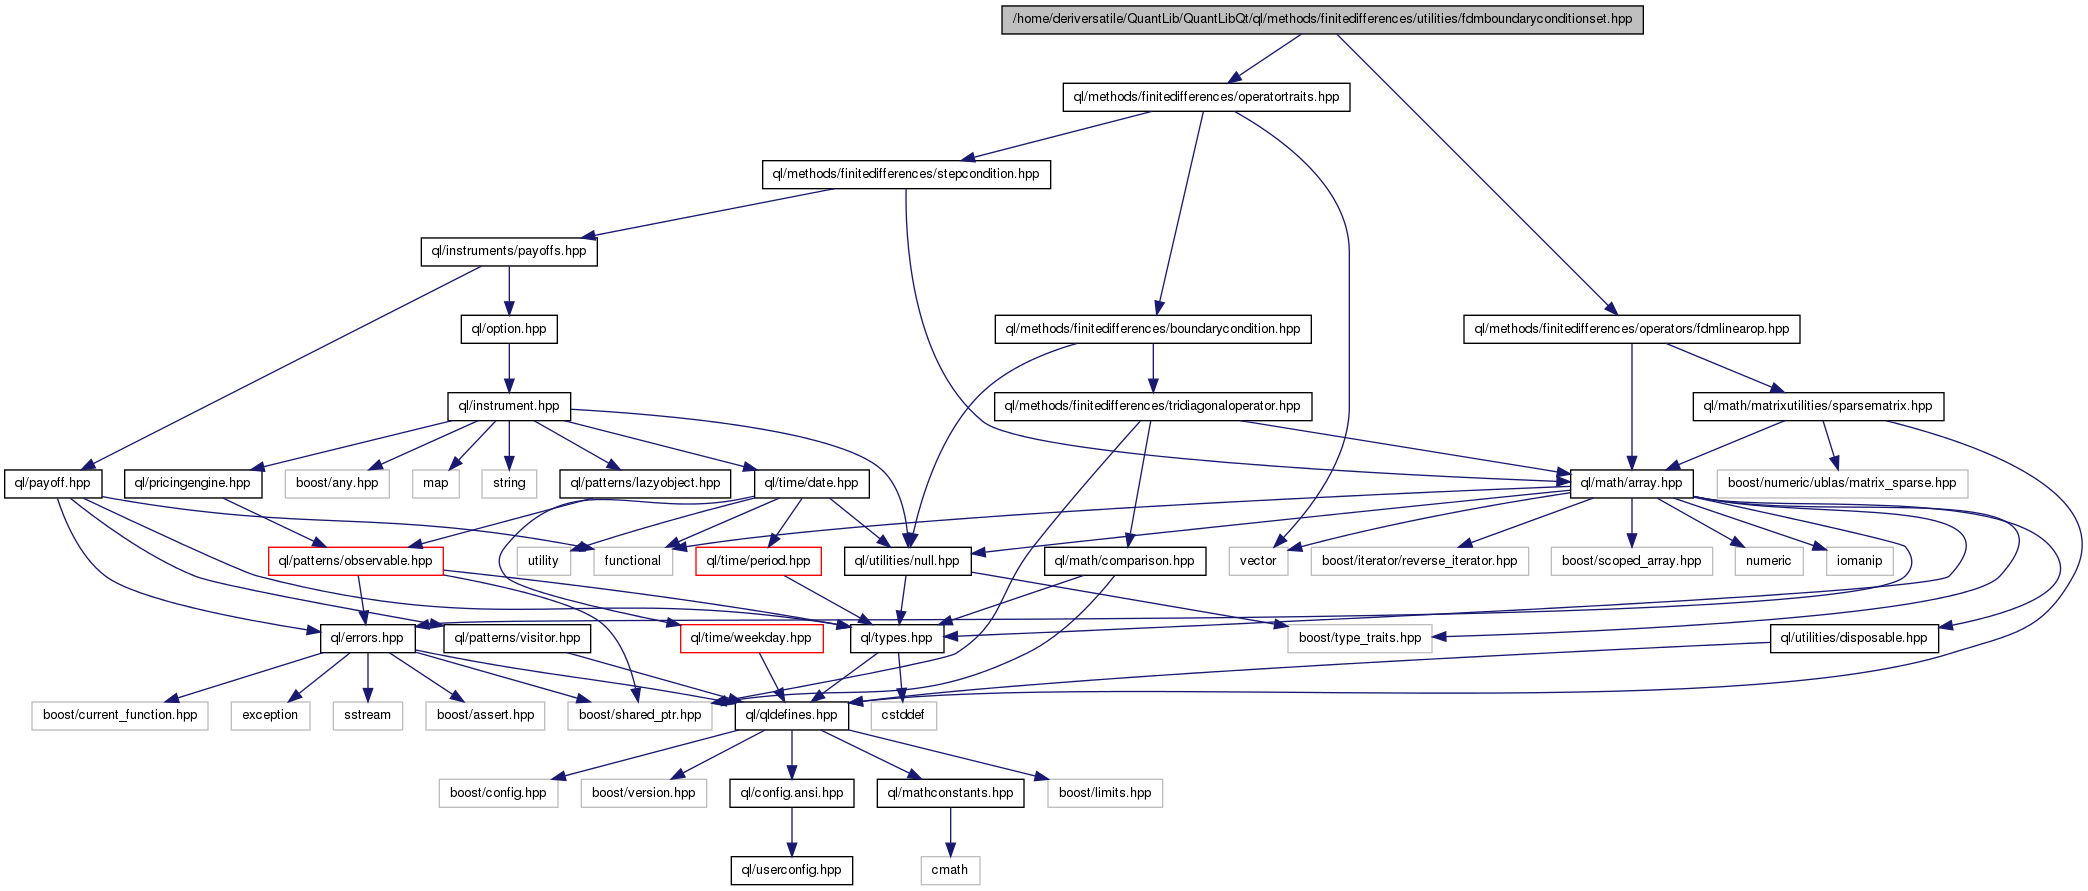 /home/deriversatile/QuantLib/QuantLibQt/ql/methods/finitedifferences/utilities/fdmboundaryconditionset.hpp
ql/methods/finitedifferences/operatortraits.hpp
ql/methods/finitedifferences/stepcondition.hpp
ql/instruments/payoffs.hpp
ql/option.hpp
ql/methods/finitedifferences/boundarycondition.hpp
ql/methods/finitedifferences/operators/fdmlinearop.hpp
ql/instrument.hpp
ql/methods/finitedifferences/tridiagonaloperator.hpp
ql/math/matrixutilities/sparsematrix.hpp
ql/payoff.hpp
ql/pricingengine.hpp
boost/any.hpp
map
string
ql/patterns/lazyobject.hpp
ql/time/date.hpp
ql/math/array.hpp
boost/numeric/ublas/matrix_sparse.hpp
ql/patterns/observable.hpp
utility
functional
ql/time/period.hpp
ql/utilities/null.hpp
ql/math/comparison.hpp
vector
boost/iterator/reverse_iterator.hpp
boost/scoped_array.hpp
numeric
iomanip
ql/errors.hpp
ql/patterns/visitor.hpp
ql/time/weekday.hpp
ql/types.hpp
boost/type_traits.hpp
ql/utilities/disposable.hpp
boost/current_function.hpp
exception
sstream
boost/assert.hpp
boost/shared_ptr.hpp
ql/qldefines.hpp
cstddef
boost/config.hpp
boost/version.hpp
ql/config.ansi.hpp
ql/mathconstants.hpp
boost/limits.hpp
ql/userconfig.hpp
cmath